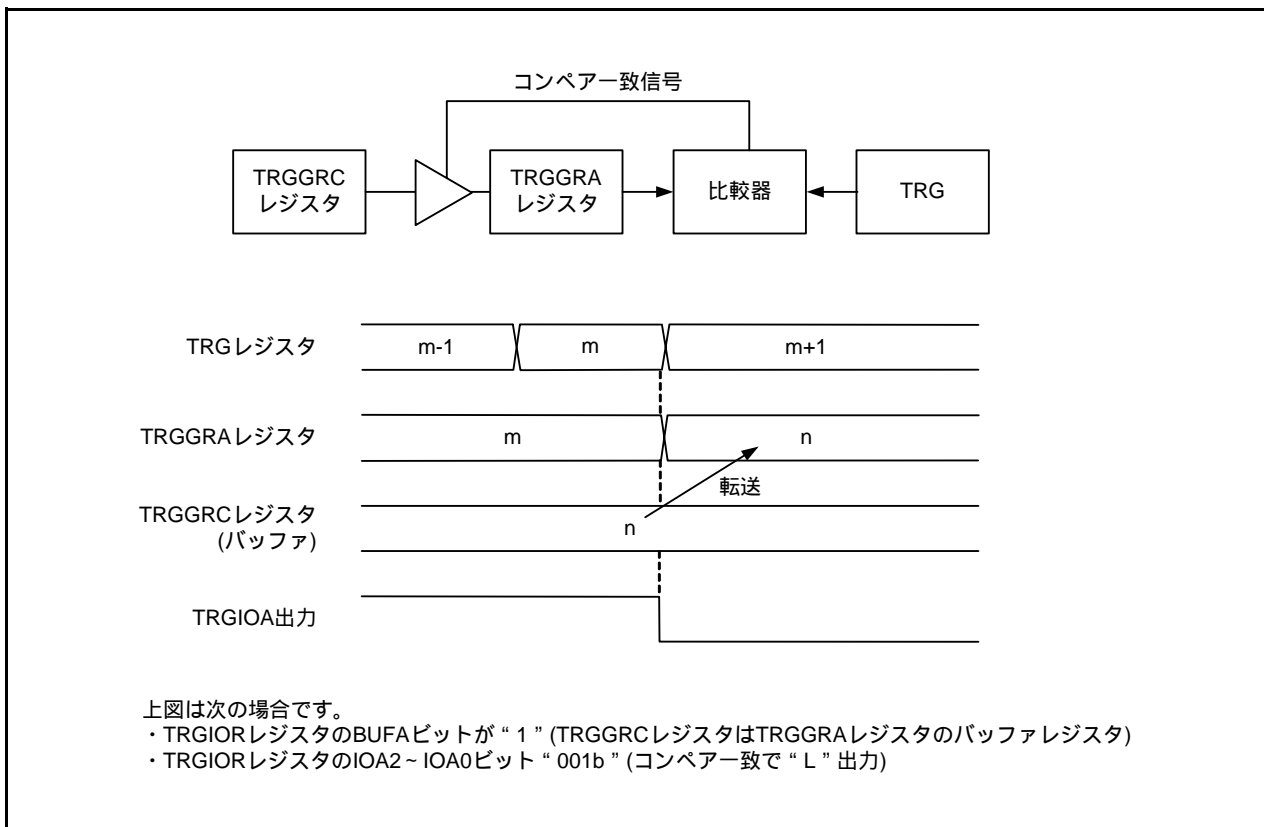 コンペア一致信号
TRGGRC
レジスタ
TRGGRA
レジスタ
比較器
TRG
TRGレジスタ
m-1
m
m+1
TRGGRAレジスタ
m
n
転送
TRGGRCレジスタ
(バッファ)
n
TRGIOA出力
上図は次の場合です。
・TRGIORレジスタのBUFAビットが“1”(TRGGRCレジスタはTRGGRAレジスタのバッファレジスタ)
・TRGIORレジスタのIOA2~IOA0ビット“001b”(コンペア一致で“L”出力)